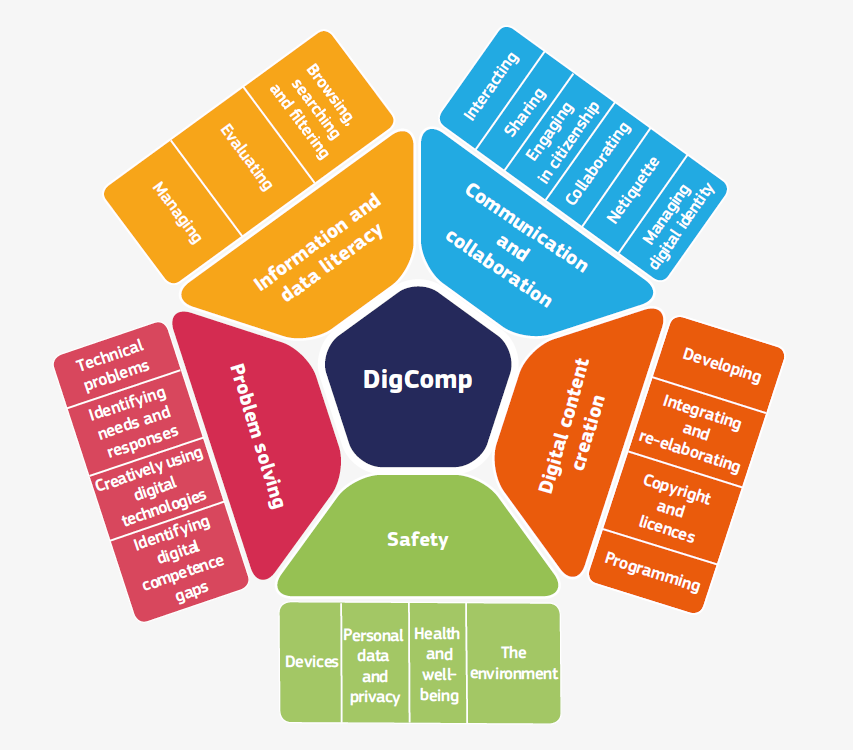 DigComp
Information and
data literacy
Browsing,
searching
and filtering
Evaluating
Managing
Communication
and
collaboration
Interacting
Sharing
Engaging
in citizenship
Collaborating
Netiquette
Managing
digital identity
Digital content
creation
Developing
Integrating
and
re-elaborating
Copyright
and
licences
Programming
Safety
Devices
Personal
data
and
privacy
Health
and
well-
being
The
environment
Problem solving
Technical
problems
Identifying
needs and
responses
Creatively using
digital
technologies
Identifying
digital
competence
gaps